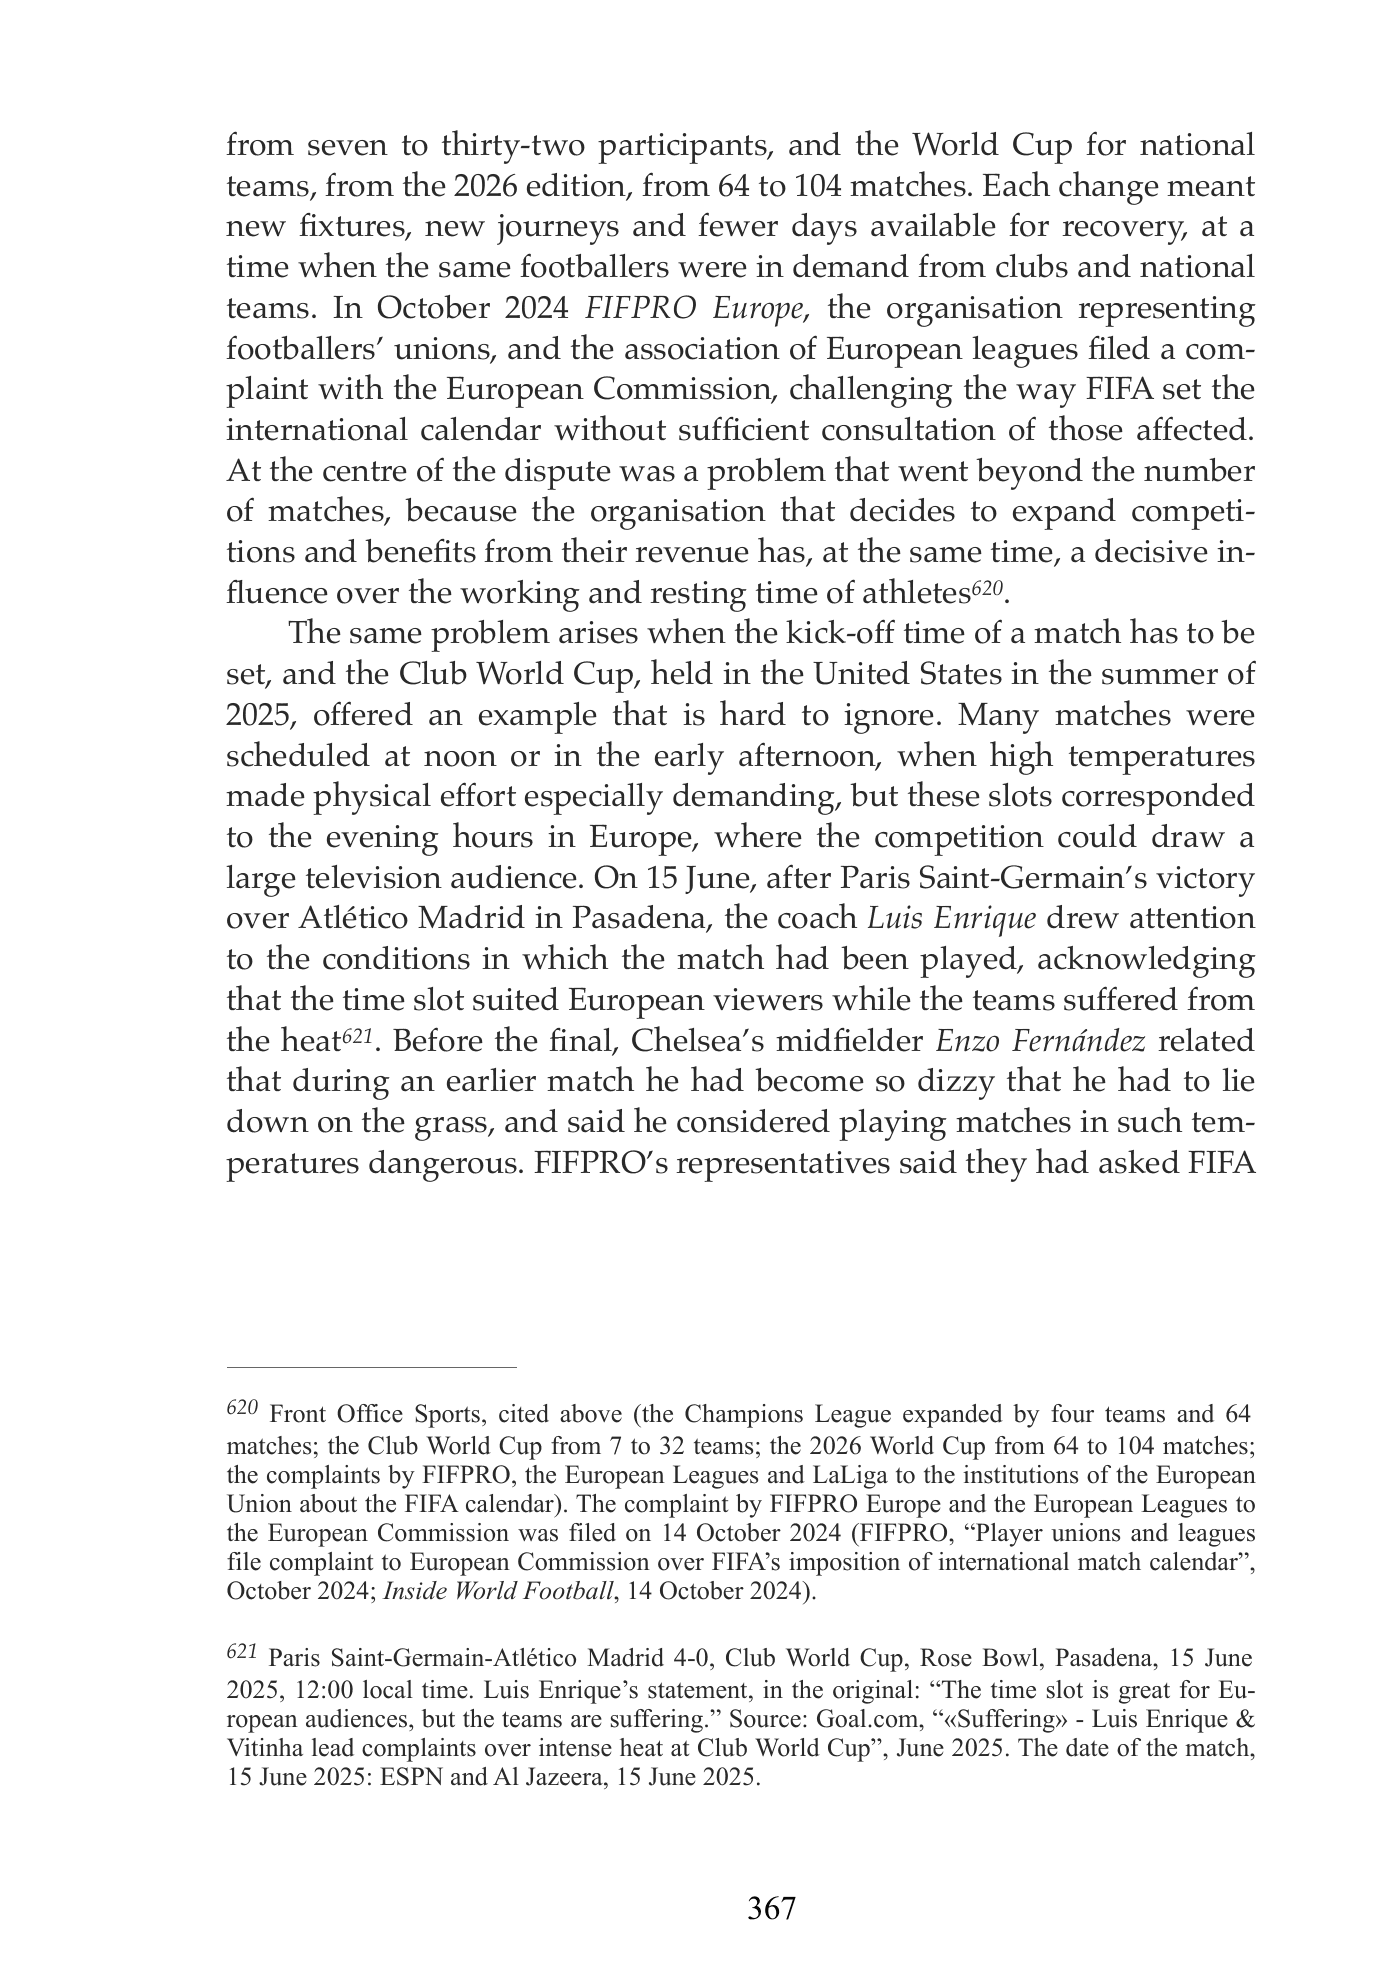 from seven to thirty-two participants, and the World Cup for national
teams, from the 2026 edition, from 64 to 104 matches. Each change meant
new fixtures, new journeys and fewer days available for recovery, at a
time when the same footballers were in demand from clubs and national
teams. In October 2024 FIFPRO Europe, the organisation representing
footballers’ unions, and the association of European leagues filed a com-
plaint with the European Commission, challenging the way FIFA set the
international calendar without sufficient consultation of those affected.
At the centre of the dispute was a problem that went beyond the number
of matches, because the organisation that decides to expand competi-
tions and benefits from their revenue has, at the same time, a decisive in-
fluence over the working and resting time of athletes620.
The same problem arises when the kick-off time of a match has to be
set, and the Club World Cup, held in the United States in the summer of
2025, offered an example that is hard to ignore. Many matches were
scheduled at noon or in the early afternoon, when high temperatures
made physical effort especially demanding, but these slots corresponded
to the evening hours in Europe, where the competition could draw a
large television audience. On 15 June, after Paris Saint-Germain’s victory
over Atlético Madrid in Pasadena, the coach Luis Enrique drew attention
to the conditions in which the match had been played, acknowledging
that the time slot suited European viewers while the teams suffered from
the heat621. Before the final, Chelsea’s midfielder Enzo Fernández related
that during an earlier match he had become so dizzy that he had to lie
down on the grass, and said he considered playing matches in such tem-
peratures dangerous. FIFPRO’s representatives said they had asked FIFA
620 Front Office Sports, cited above (the Champions League expanded by four teams and 64
matches; the Club World Cup from 7 to 32 teams; the 2026 World Cup from 64 to 104 matches;
the complaints by FIFPRO, the European Leagues and LaLiga to the institutions of the European
Union about the FIFA calendar). The complaint by FIFPRO Europe and the European Leagues to
the European Commission was filed on 14 October 2024 (FIFPRO, “Player unions and leagues
file complaint to European Commission over FIFA’s imposition of international match calendar”,
October 2024; Inside World Football, 14 October 2024).
621 Paris Saint-Germain-Atlético Madrid 4-0, Club World Cup, Rose Bowl, Pasadena, 15 June
2025, 12:00 local time. Luis Enrique’s statement, in the original: “The time slot is great for Eu-
ropean audiences, but the teams are suffering.” Source: Goal.com, “«Suffering» - Luis Enrique &
Vitinha lead complaints over intense heat at Club World Cup”, June 2025. The date of the match,
15 June 2025: ESPN and Al Jazeera, 15 June 2025.
367